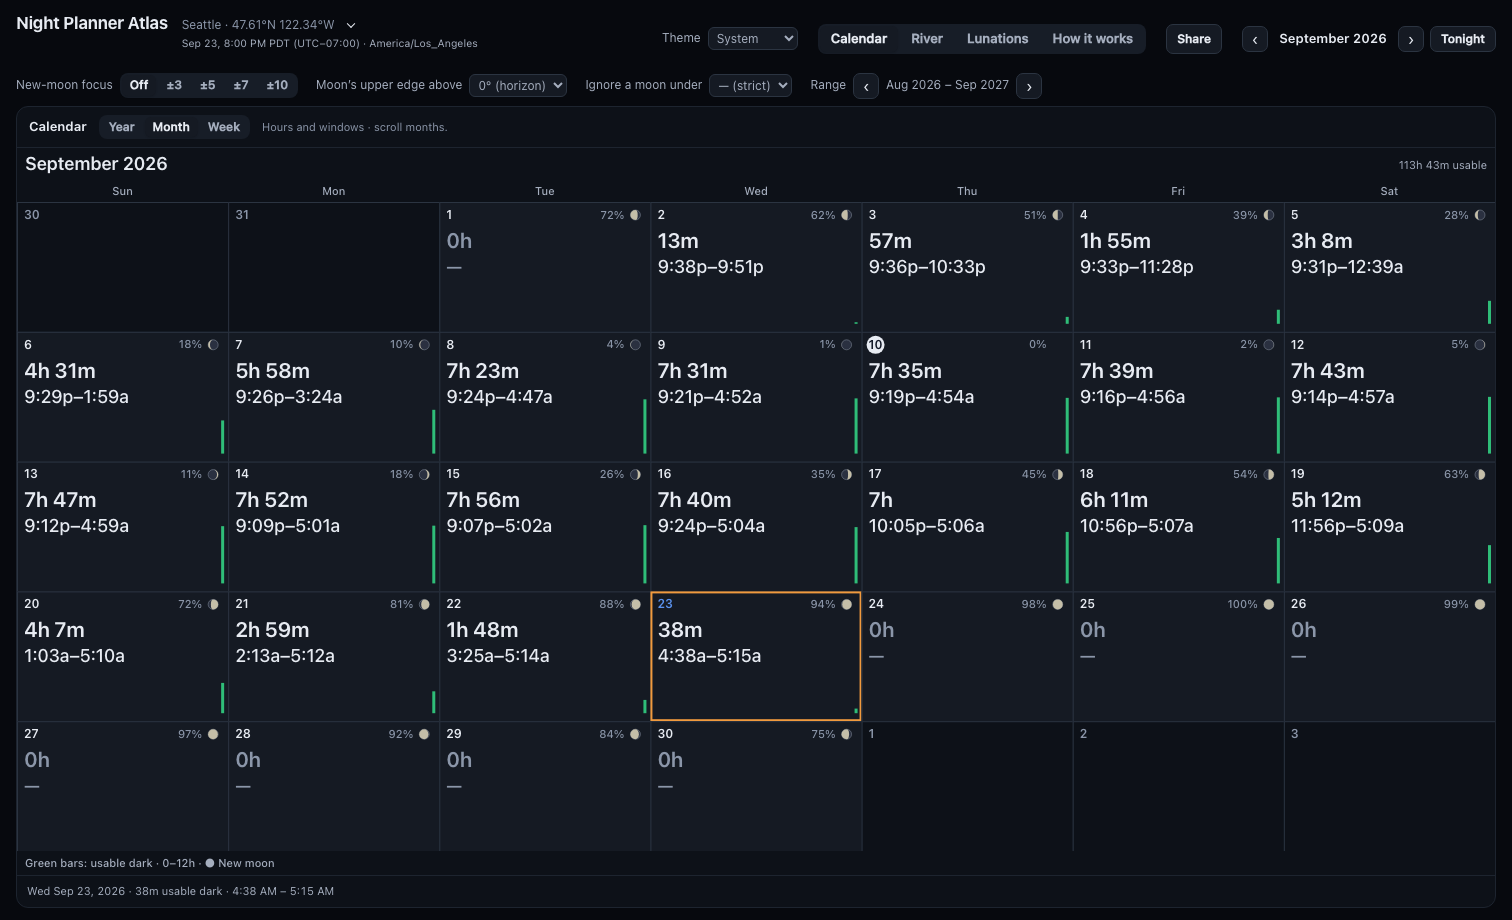 Night Planner Atlas
Seattle · 47.61°N 122.34°W
Sep 23, 8:00 PM PDT (UTC−07:00) · America/Los_Angeles
Theme System
Calendar River Lunations How it works
Share
‹ September 2026 › Tonight
New-moon focus Off ±3 ±5 ±7 ±10
Moon's upper edge above 0° (horizon)
Ignore a moon under — (strict)
Range ‹ Aug 2026 – Sep 2027 ›
Calendar Year Month Week Hours and windows · scroll months.
September 2026
113h 43m usable
Sun Mon Tue Wed Thu Fri Sat
30
31
1 72%
0h
—
2 62%
13m
9:38p–9:51p
3 51%
57m
9:36p–10:33p
4 39%
1h 55m
9:33p–11:28p
5 28%
3h 8m
9:31p–12:39a
6 18%
4h 31m
9:29p–1:59a
7 10%
5h 58m
9:26p–3:24a
8 4%
7h 23m
9:24p–4:47a
9 1%
7h 31m
9:21p–4:52a
10 0%
7h 35m
9:19p–4:54a
11 2%
7h 39m
9:16p–4:56a
12 5%
7h 43m
9:14p–4:57a
13 11%
7h 47m
9:12p–4:59a
14 18%
7h 52m
9:09p–5:01a
15 26%
7h 56m
9:07p–5:02a
16 35%
7h 40m
9:24p–5:04a
17 45%
7h
10:05p–5:06a
18 54%
6h 11m
10:56p–5:07a
19 63%
5h 12m
11:56p–5:09a
20 72%
4h 7m
1:03a–5:10a
21 81%
2h 59m
2:13a–5:12a
22 88%
1h 48m
3:25a–5:14a
23 94%
38m
4:38a–5:15a
24 98%
0h
—
25 100%
0h
—
26 99%
0h
—
27 97%
0h
—
28 92%
0h
—
29 84%
0h
—
30 75%
0h
—
1
2
3
Green bars: usable dark · 0–12h · New moon
Wed Sep 23, 2026 · 38m usable dark · 4:38 AM – 5:15 AM